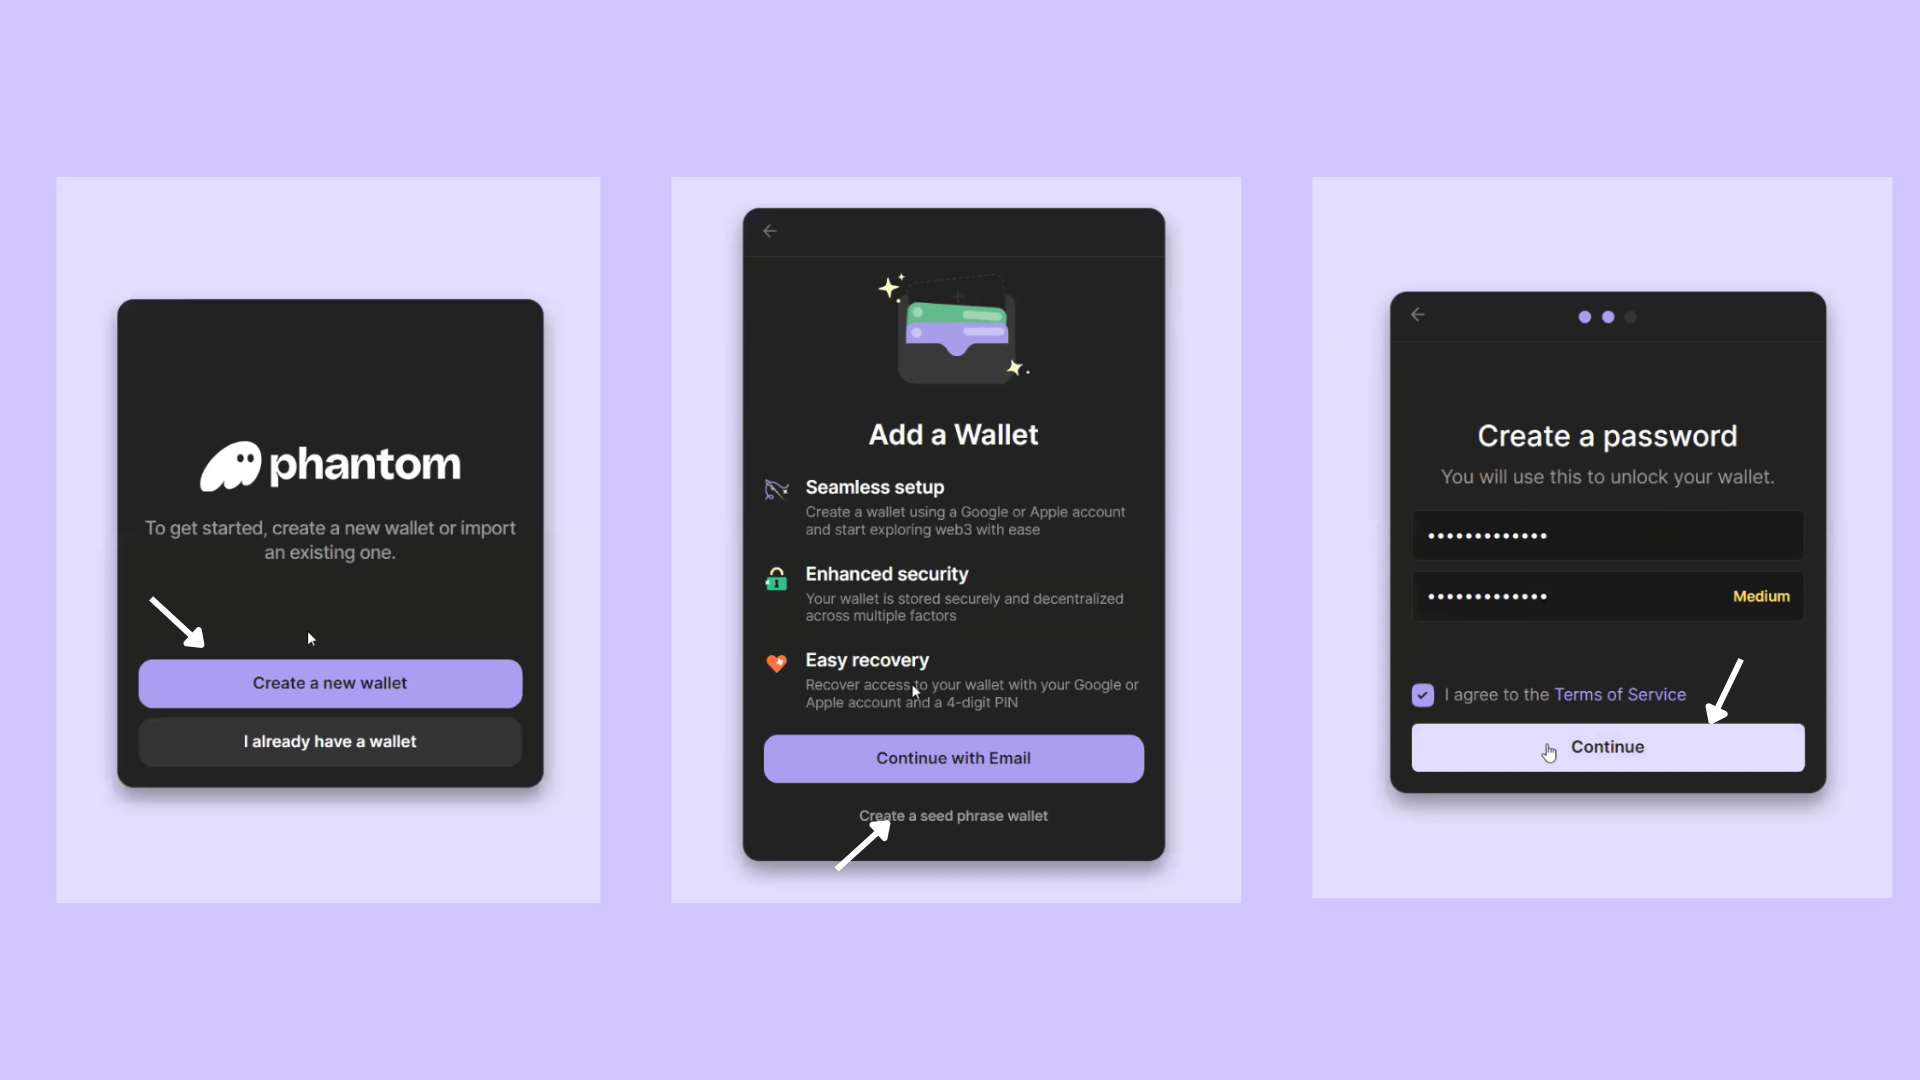 phantom
To get started, create a new wallet or import
an existing one.
Create a new wallet
I already have a wallet
Add a Wallet
Seamless setup
Create a wallet using a Google or Apple account
and start exploring web3 with ease
Enhanced security
Your wallet is stored securely and decentralized
across multiple factors
Easy recovery
Recover access to your wallet with your Google or
Apple account and a 4-digit PIN
Continue with Email
Create a seed phrase wallet
Create a password
You will use this to unlock your wallet.
•••••••••••••
••••••••••••• Medium
I agree to the Terms of Service
Continue